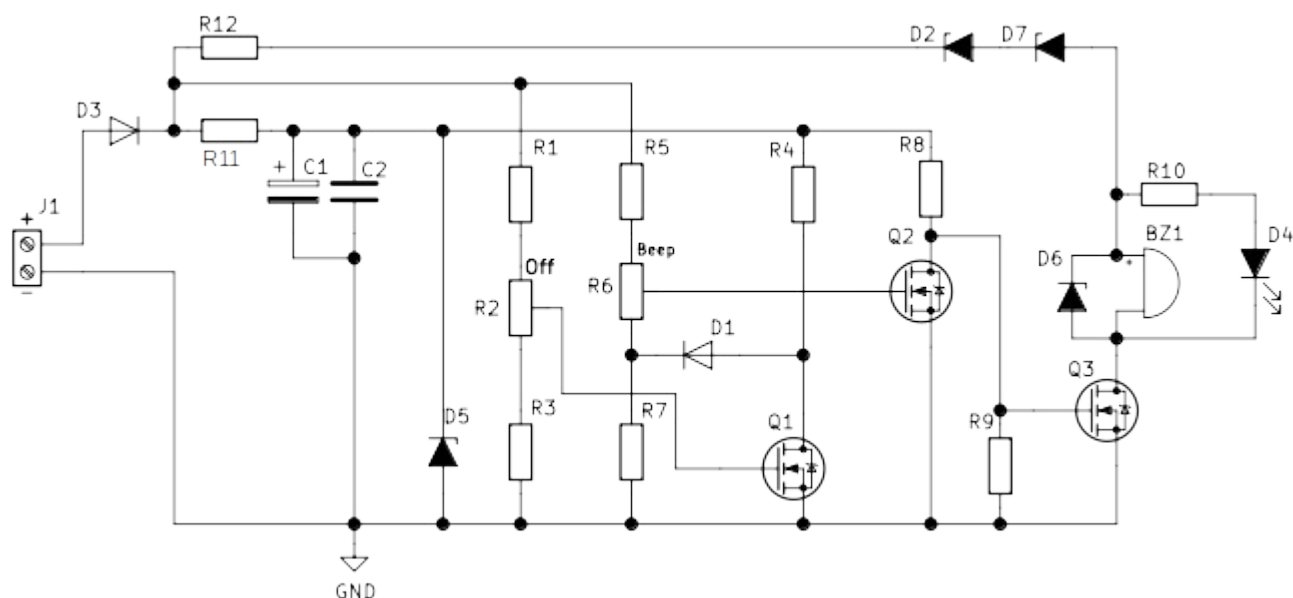 R12
D2
D7
D3
R11
+
C1
C2
R1
R5
R4
R8
R10
+
J1
-
Off
Beep
Q2
BZ1
D4
D6
+
R2
R6
D1
D5
R3
R7
Q1
R9
Q3
GND